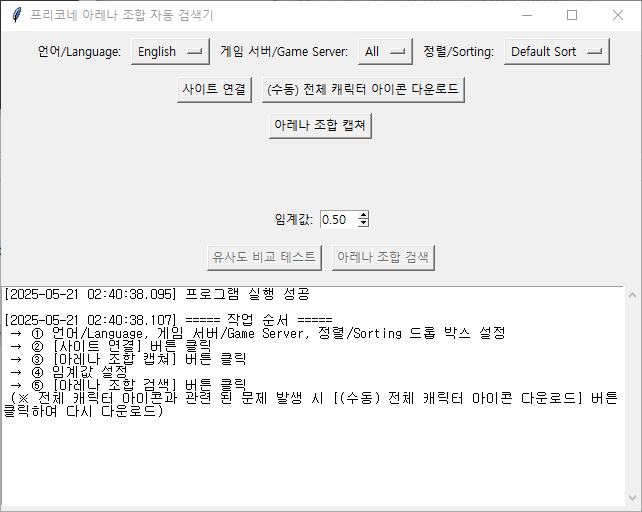 프리코네 아레나 조합 자동 검색기
언어/Language: English 게임 서버/Game Server: All 정렬/Sorting: Default Sort
사이트 연결 (수동) 전체 캐릭터 아이콘 다운로드
아레나 조합 캡쳐
임계값: 0.50
유사도 비교 테스트 아레나 조합 검색
[2025-05-21 02:40:38.095] 프로그램 실행 성공
[2025-05-21 02:40:38.107] ===== 작업 순서 =====
→ ① 언어/Language, 게임 서버/Game Server, 정렬/Sorting 드롭 박스 설정
→ ② [사이트 연결] 버튼 클릭
→ ③ [아레나 조합 캡쳐] 버튼 클릭
→ ④ 임계값 설정
→ ⑤ [아레나 조합 검색] 버튼 클릭
(※ 전체 캐릭터 아이콘과 관련 된 문제 발생 시 [(수동) 전체 캐릭터 아이콘 다운로드] 버튼
클릭하며 다시 다운로드)